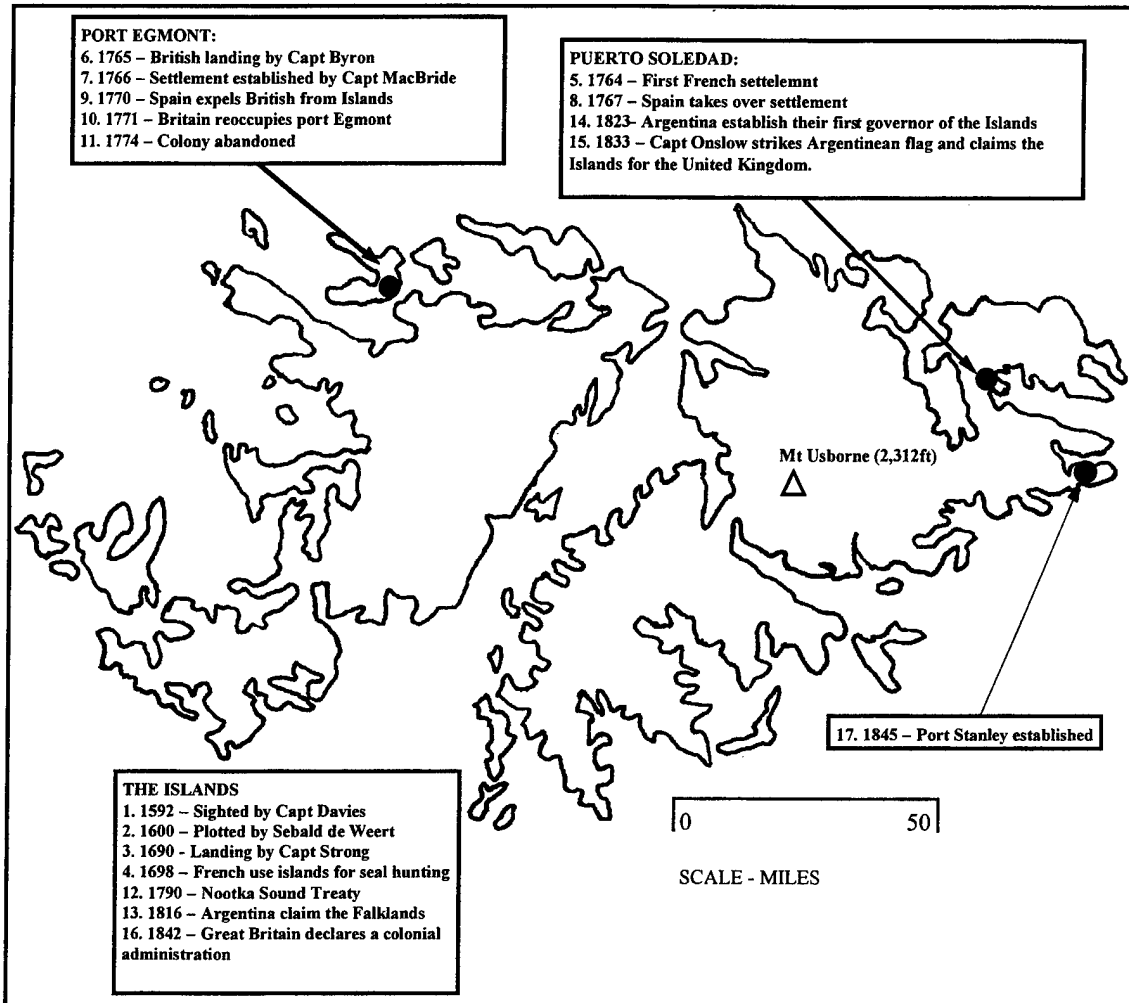 PORT EGMONT:
6. 1765 – British landing by Capt Byron
7. 1766 – Settlement established by Capt MacBride
9. 1770 – Spain expels British from Islands
10. 1771 – Britain reoccupies port Egmont
11. 1774 – Colony abandoned
PUERTO SOLEDAD:
5. 1764 – First French settelemnt
8. 1767 – Spain takes over settlement
14. 1823– Argentina establish their first governor of the Islands
15. 1833 – Capt Onslow strikes Argentinean flag and claims the
Islands for the United Kingdom.
Mt Usborne (2,312ft)
17. 1845 – Port Stanley established
THE ISLANDS
1. 1592 – Sighted by Capt Davies
2. 1600 – Plotted by Sebald de Weert
3. 1690 - Landing by Capt Strong
4. 1698 – French use islands for seal hunting
12. 1790 – Nootka Sound Treaty
13. 1816 – Argentina claim the Falklands
16. 1842 – Great Britain declares a colonial
administration
0 50
SCALE - MILES